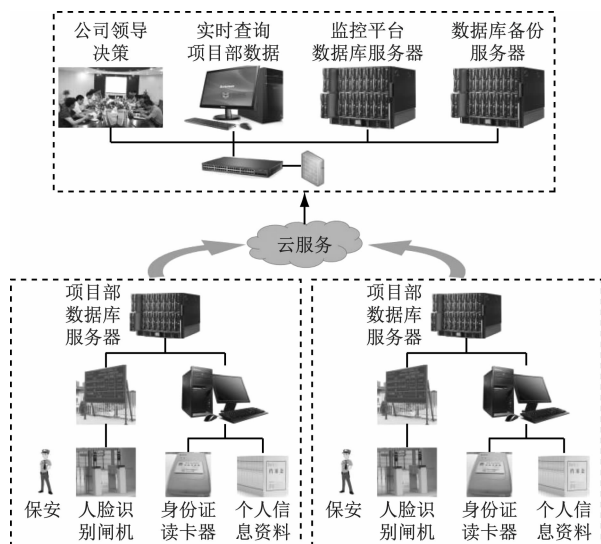 公司领导 实时查询 监控平台 数据库备份
决策 项目部数据 数据库服务器 服务器
云服务
项目部 项目部
数据库 数据库
服务器 服务器
保安 人脸识 身份证 个人信 保安 人脸识 身份证 个人信
别闸机 读卡器 息资料 别闸机 读卡器 息资料